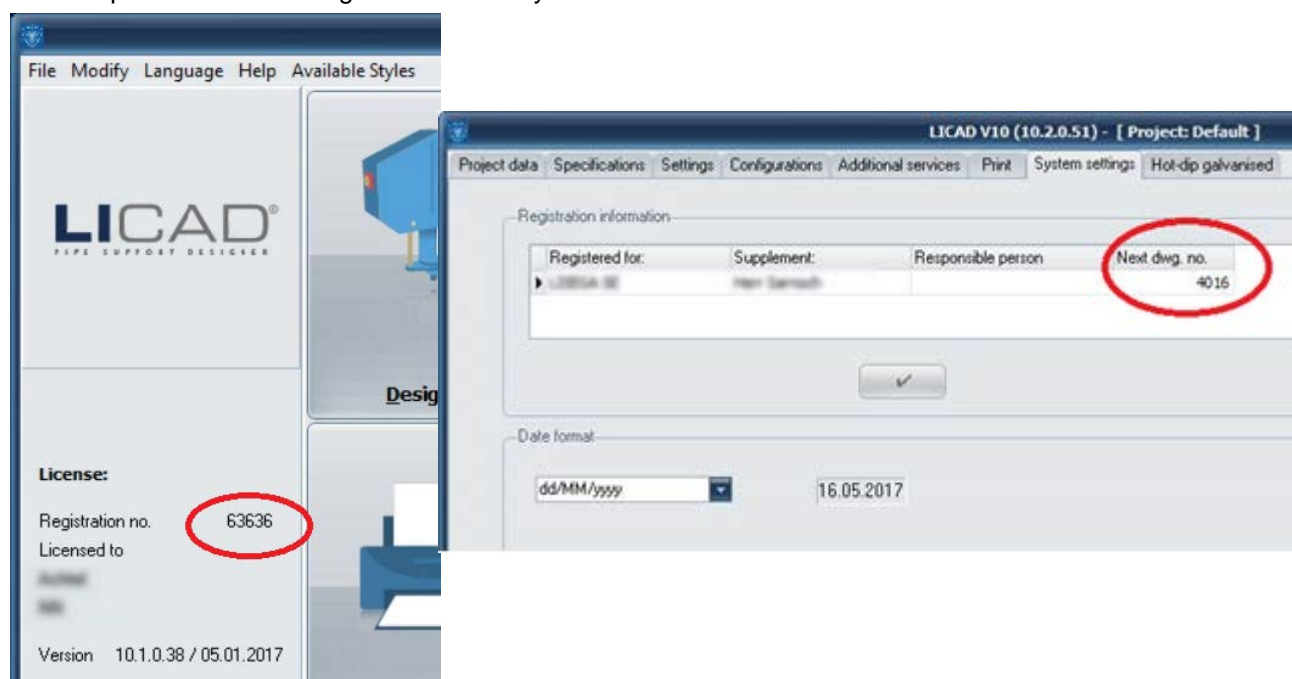 File Modify Language Help Available Styles
LICAD®
PIPE SUPPORT DESIGNER
Desig
License:
Registration no. 63636
Licensed to
Version 10.1.0.38 / 05.01.2017
LICAD V10 (10.2.0.51) - [ Project: Default ]
Project data Specifications Settings Configurations Additional services Print System settings Hot-dip galvanised
Registration information
Registered for: Supplement: Responsible person Next dwg. no.
4016
Date format
dd/MM/yyyy 16.05.2017